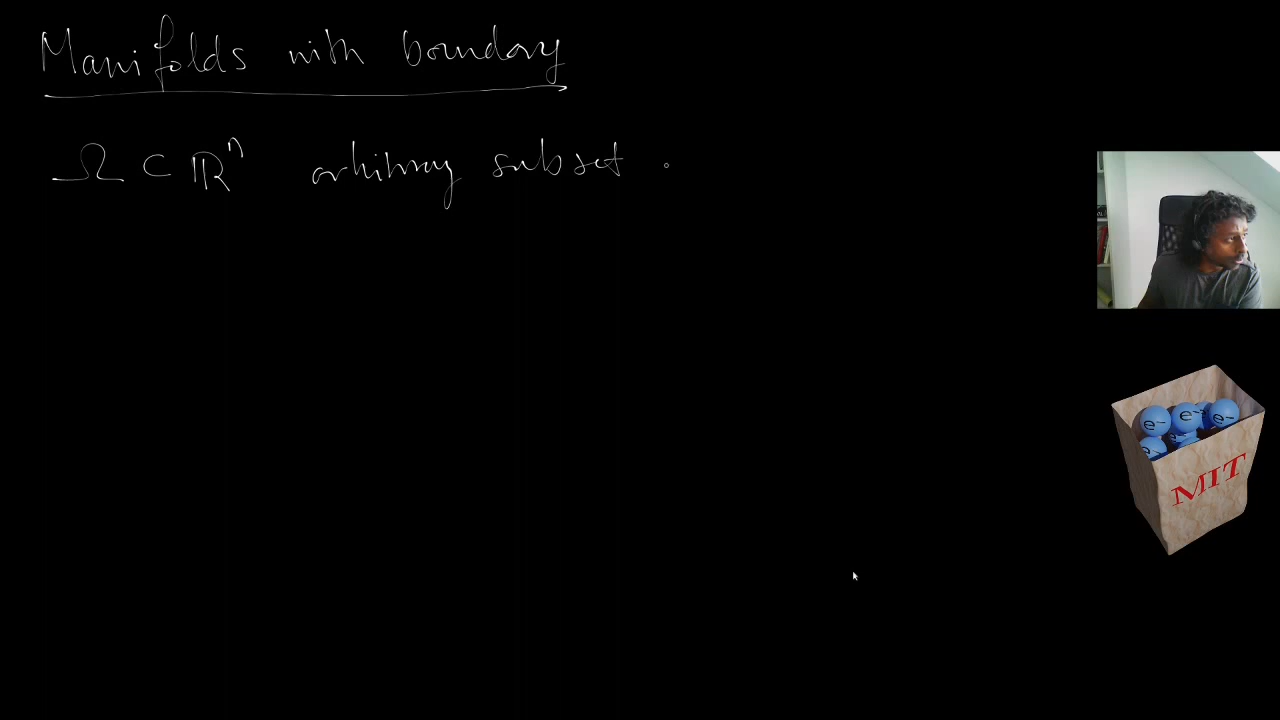 Manifolds with boundary
Ω ⊂ ℝⁿ arbitrary subset.
e⁻ e⁻ e⁻
e⁻ e⁻
MIT